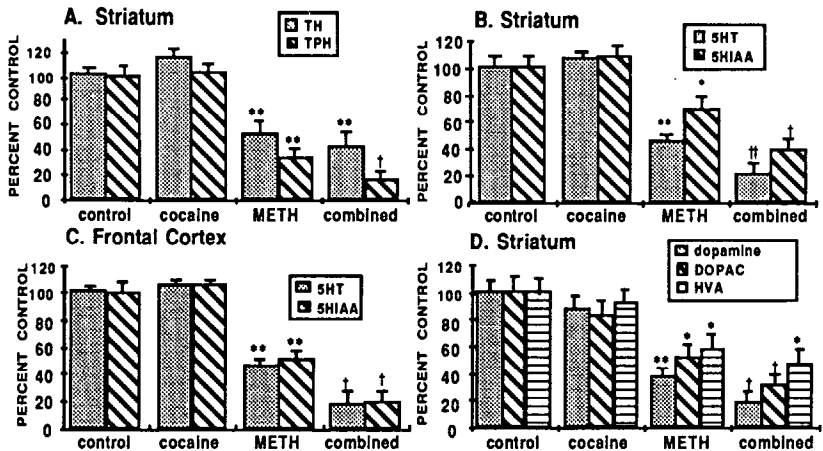 A. Striatum
TH
TPH
PERCENT CONTROL
120
100
80
60
40
20
0
** ** ** †
control cocaine METH combined
B. Striatum
5HT
5HIAA
PERCENT CONTROL
120
100
80
60
40
20
0
** * †† †
control cocaine METH combined
C. Frontal Cortex
5HT
5HIAA
PERCENT CONTROL
120
100
80
60
40
20
0
** ** † †
control cocaine METH combined
D. Striatum
dopamine
DOPAC
HVA
PERCENT CONTROL
120
100
80
60
40
20
0
** * * † † *
control cocaine METH combined